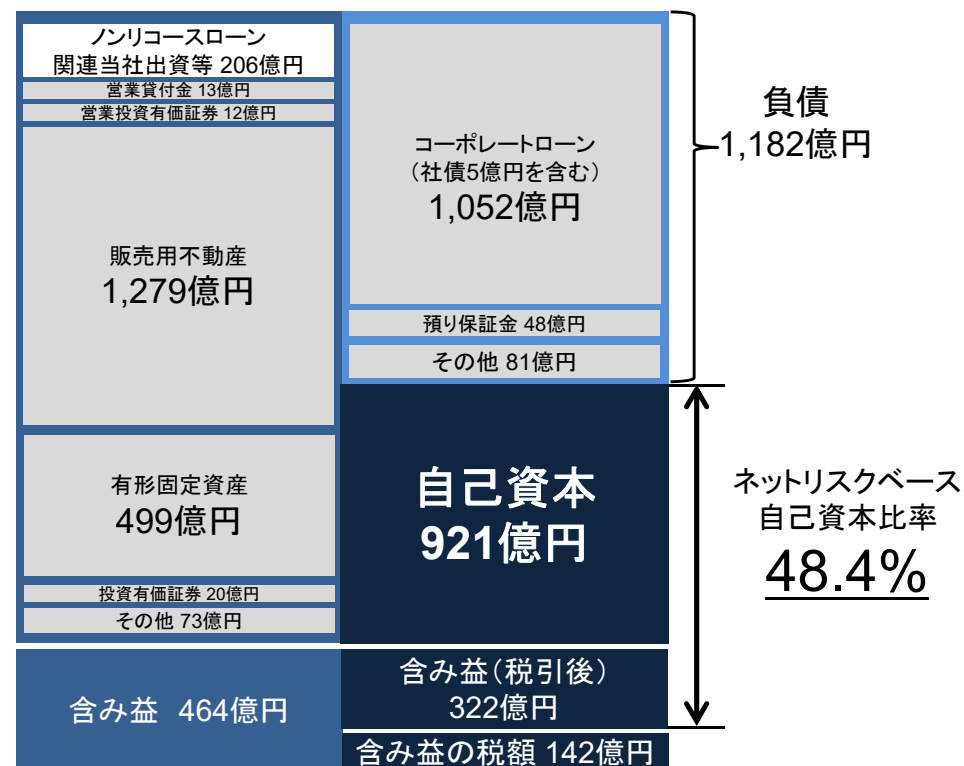 ノンリコースローン
関連当社出資等 206億円
営業貸付金 13億円
営業投資有価証券 12億円
販売用不動産
1,279億円
有形固定資産
499億円
投資有価証券 20億円
その他 73億円
含み益 464億円
コーポレートローン
（社債5億円を含む）
1,052億円
預り保証金 48億円
その他 81億円
自己資本
921億円
含み益（税引後）
322億円
含み益の税額 142億円
負債
1,182億円
ネットリスクベース
自己資本比率
48.4%